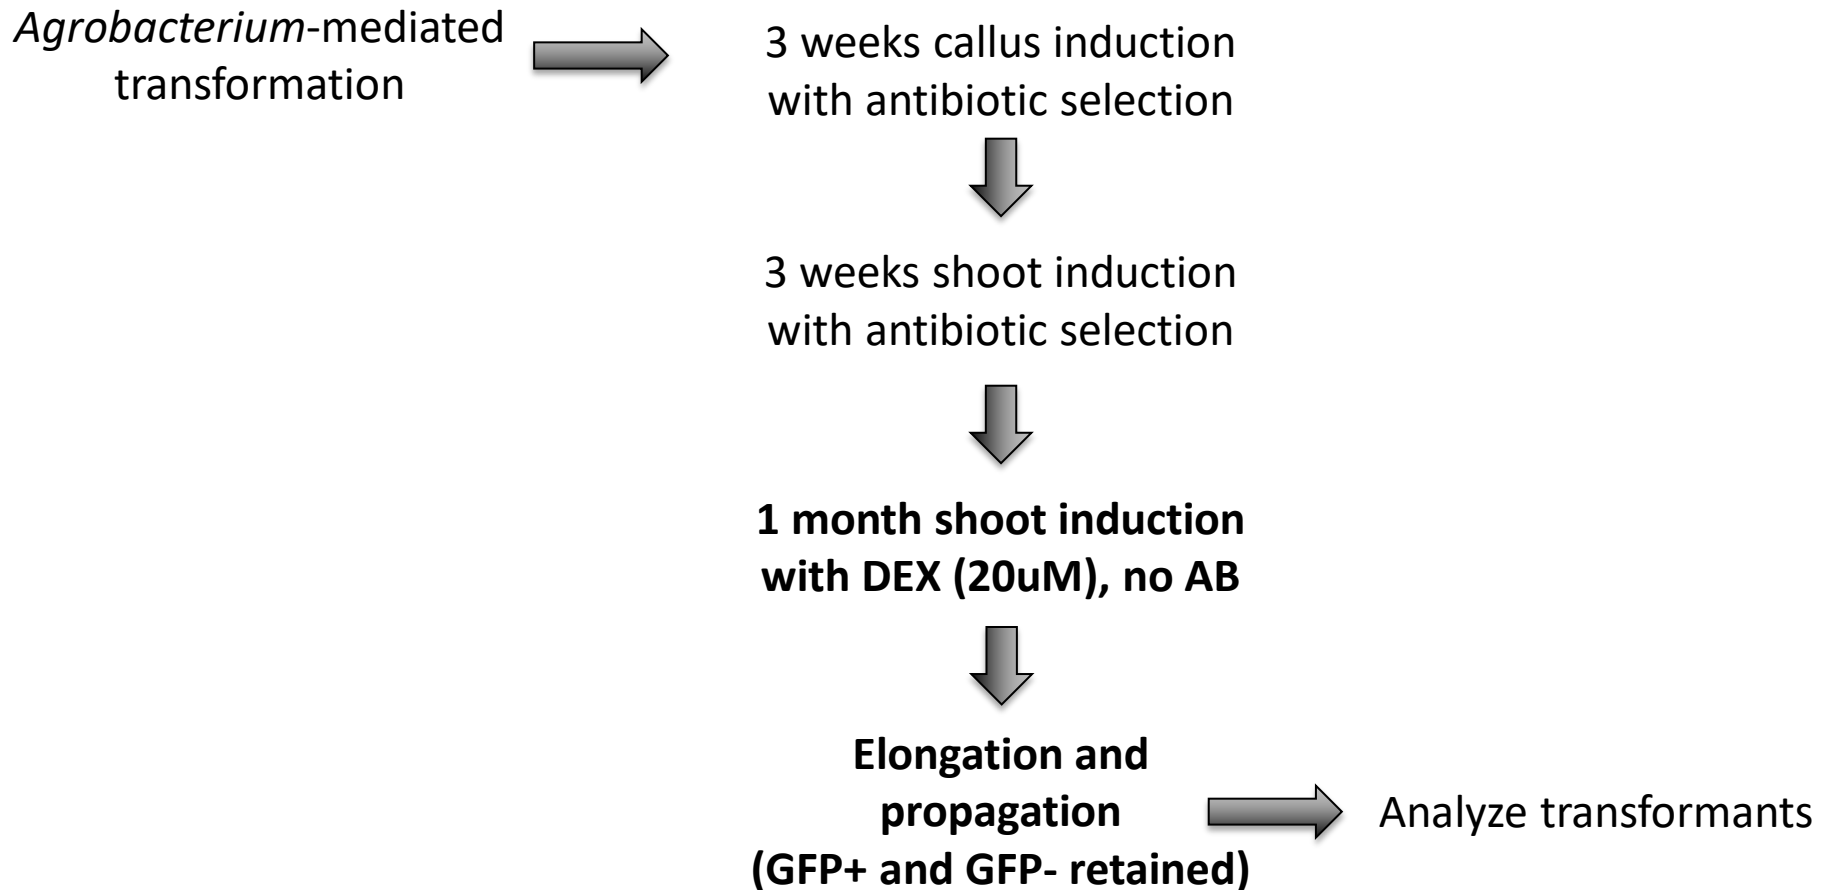 Agrobacterium-mediated
transformation
3 weeks callus induction
with antibiotic selection
3 weeks shoot induction
with antibiotic selection
1 month shoot induction
with DEX (20uM), no AB
Elongation and
propagation
(GFP+ and GFP- retained)
Analyze transformants